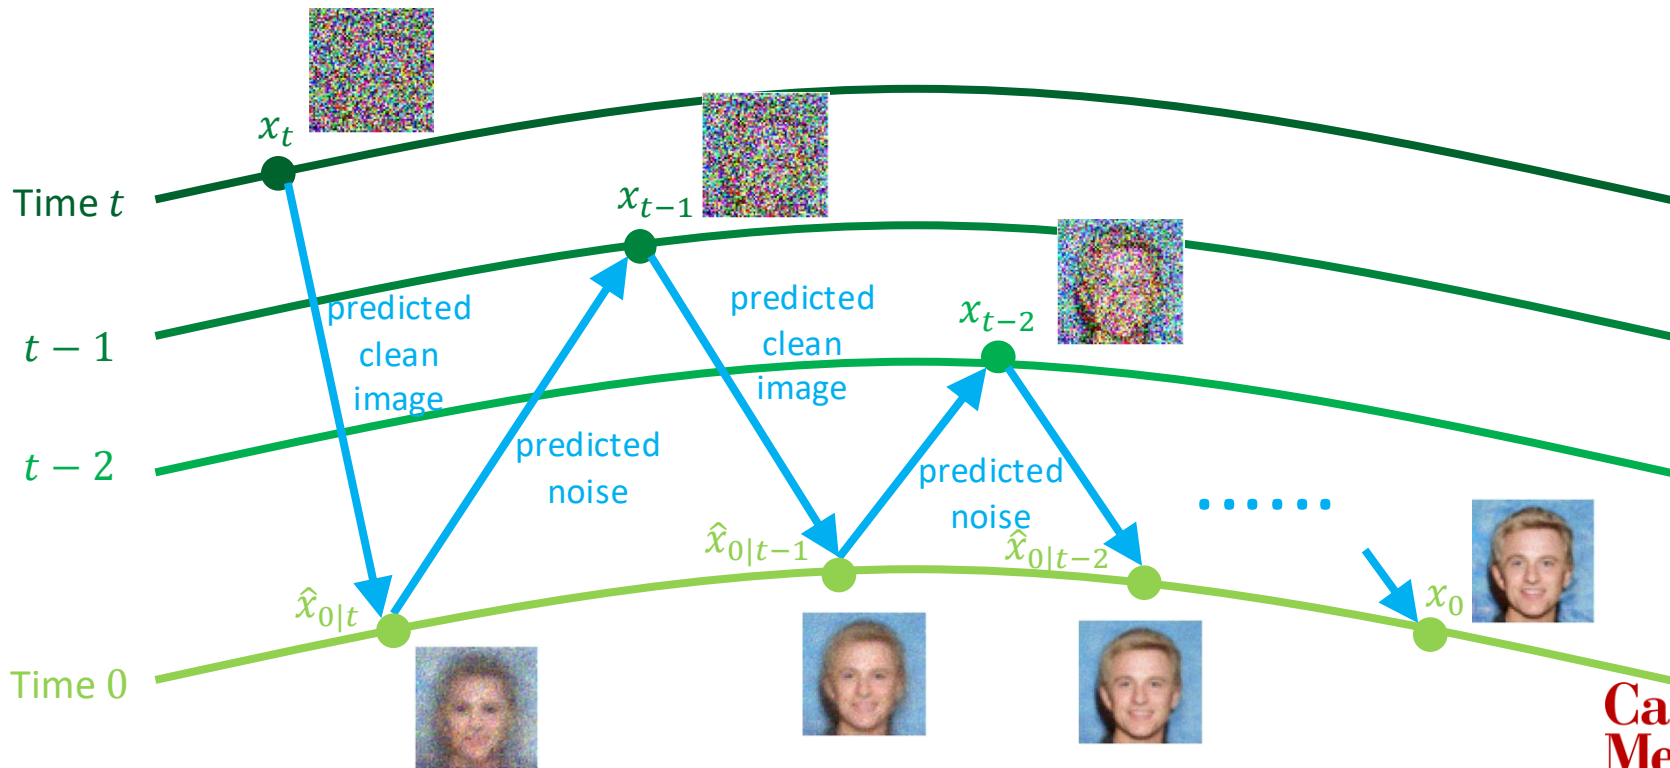 x_t
Time t
x_{t−1}
t − 1
x_{t−2}
t − 2
predicted
clean
image
predicted
noise
predicted
clean
image
predicted
noise
x̂_{0|t}
x̂_{0|t−1}
x̂_{0|t−2}
......
x_0
Time 0
Ca
Me